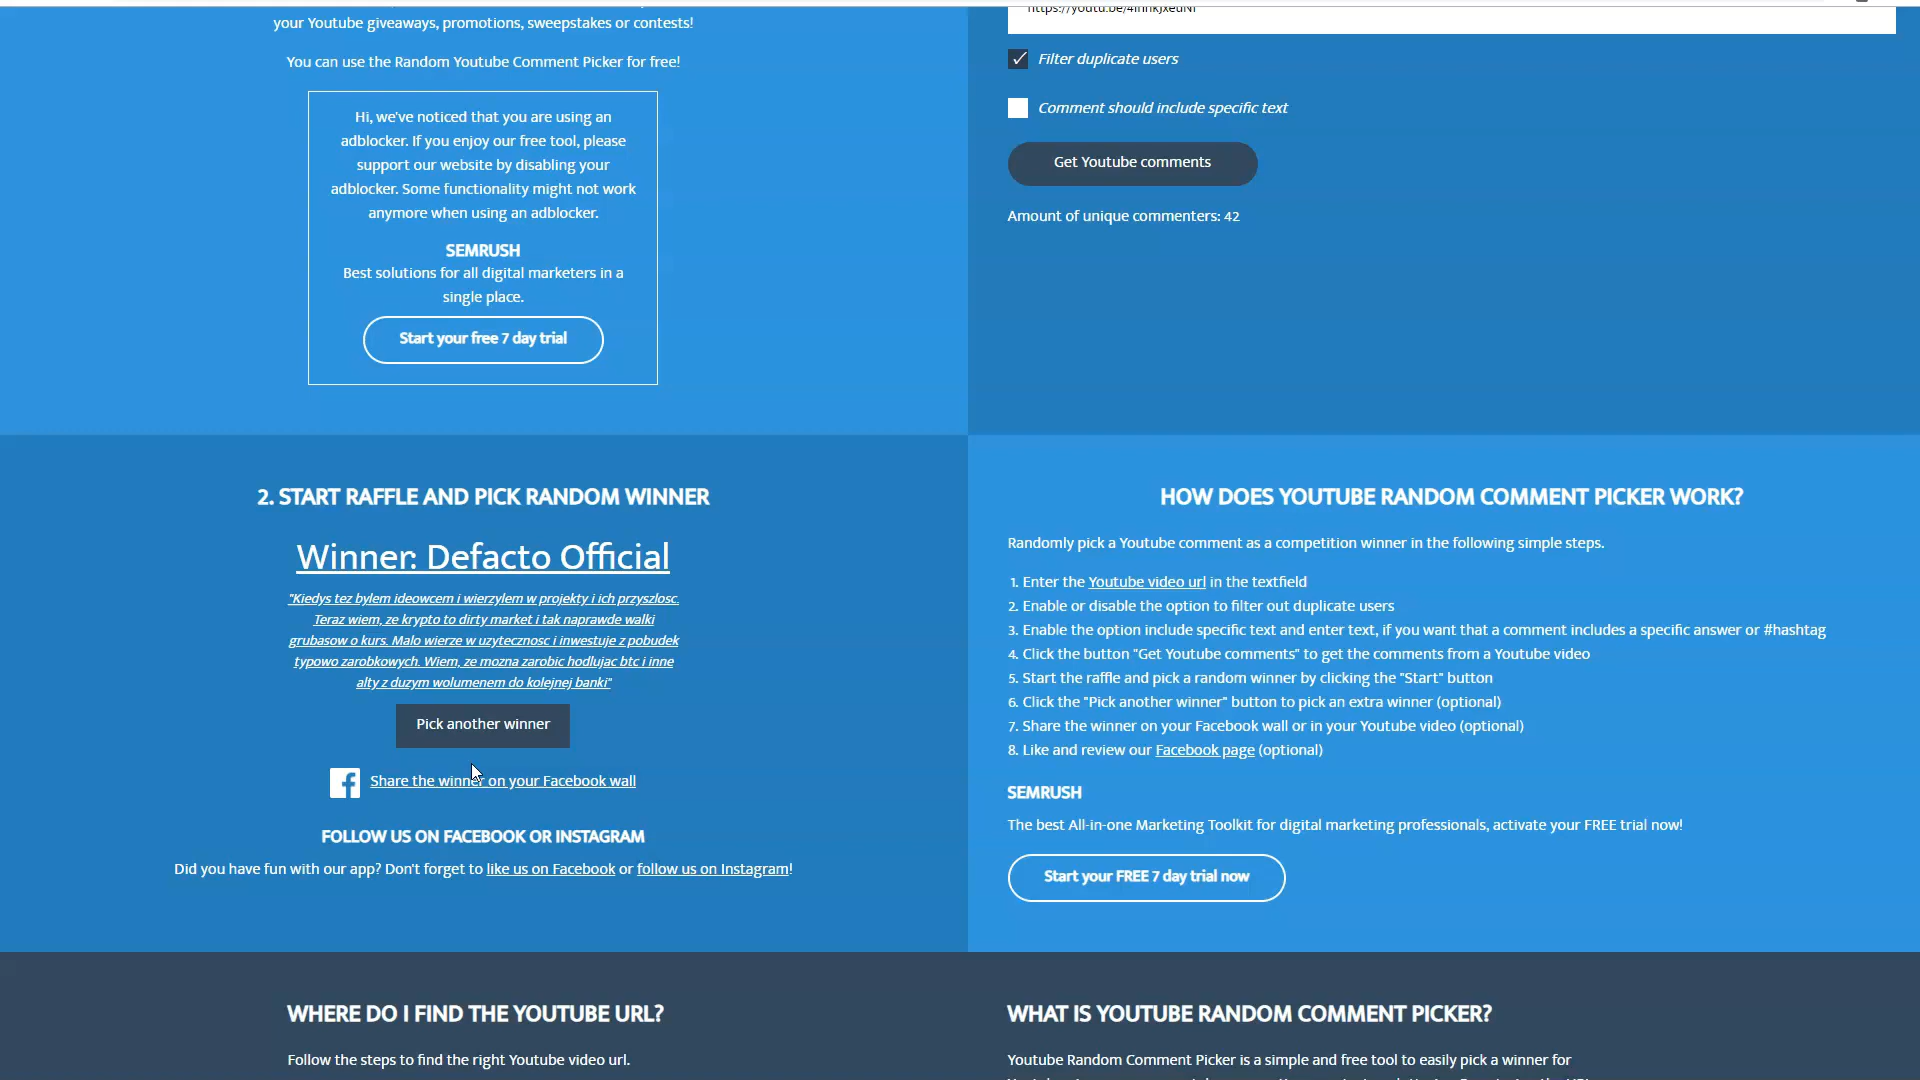 your Youtube giveaways, promotions, sweepstakes or contests!
You can use the Random Youtube Comment Picker for free!
Hi, we've noticed that you are using an
adblocker. If you enjoy our free tool, please
support our website by disabling your
adblocker. Some functionality might not work
anymore when using an adblocker.
SEMRUSH
Best solutions for all digital marketers in a
single place.
Start your free 7 day trial
Filter duplicate users
Comment should include specific text
Get Youtube comments
Amount of unique commenters: 42
2. START RAFFLE AND PICK RANDOM WINNER
Winner: Defacto Official
"Kiedys tez bylem ideowcem i wierzylem w projekty i ich przyszlosc.
Teraz wiem, ze krypto to dirty market i tak naprawde walki
grubasow o kurs. Malo wierze w uzytecznosc i inwestuje z pobudek
typowo zarobkowych. Wiem, ze mozna zarobic hodlujac btc i inne
alty z duzym wolumenem do kolejnej banki"
Pick another winner
Share the winner on your Facebook wall
FOLLOW US ON FACEBOOK OR INSTAGRAM
Did you have fun with our app? Don't forget to like us on Facebook or follow us on Instagram!
HOW DOES YOUTUBE RANDOM COMMENT PICKER WORK?
Randomly pick a Youtube comment as a competition winner in the following simple steps.
1. Enter the Youtube video url in the textfield
2. Enable or disable the option to filter out duplicate users
3. Enable the option include specific text and enter text, if you want that a comment includes a specific answer or #hashtag
4. Click the button "Get Youtube comments" to get the comments from a Youtube video
5. Start the raffle and pick a random winner by clicking the "Start" button
6. Click the "Pick another winner" button to pick an extra winner (optional)
7. Share the winner on your Facebook wall or in your Youtube video (optional)
8. Like and review our Facebook page (optional)
SEMRUSH
The best All-in-one Marketing Toolkit for digital marketing professionals, activate your FREE trial now!
Start your FREE 7 day trial now
WHERE DO I FIND THE YOUTUBE URL?
Follow the steps to find the right Youtube video url.
WHAT IS YOUTUBE RANDOM COMMENT PICKER?
Youtube Random Comment Picker is a simple and free tool to easily pick a winner for